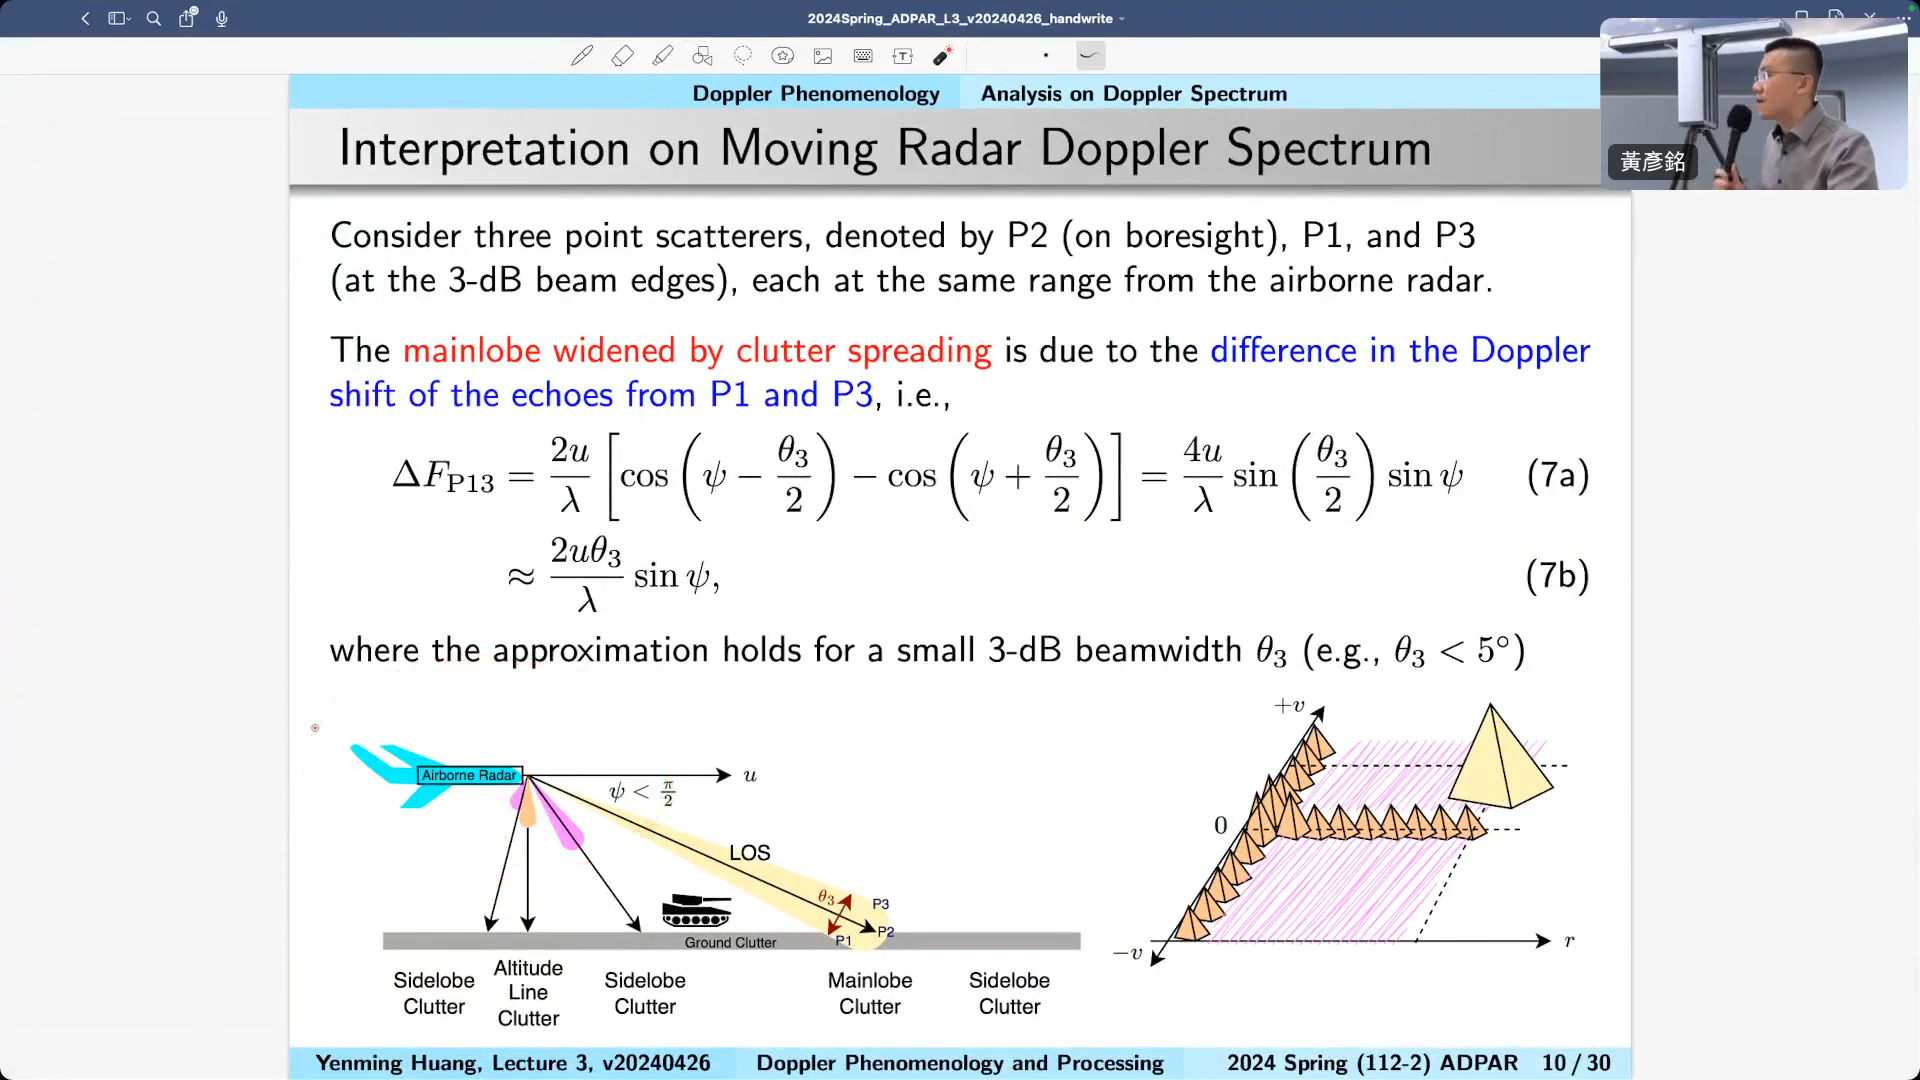 2024Spring_ADPAR_L3_v20240426_handwrite
黃彥銘
Doppler Phenomenology Analysis on Doppler Spectrum
Interpretation on Moving Radar Doppler Spectrum
Consider three point scatterers, denoted by P2 (on boresight), P1, and P3
(at the 3-dB beam edges), each at the same range from the airborne radar.
The mainlobe widened by clutter spreading is due to the difference in the Doppler
shift of the echoes from P1 and P3, i.e.,
ΔF_P13 = 2u/λ [cos(ψ − θ₃/2) − cos(ψ + θ₃/2)] = 4u/λ sin(θ₃/2) sin ψ (7a)
≈ 2uθ₃/λ sin ψ, (7b)
where the approximation holds for a small 3-dB beamwidth θ₃ (e.g., θ₃ < 5°)
Airborne Radar
u
ψ < π/2
LOS
θ₃
P3
P2
P1
Ground Clutter
Sidelobe
Clutter
Altitude
Line
Clutter
Sidelobe
Clutter
Mainlobe
Clutter
Sidelobe
Clutter
+v
0
−v
r
Yenming Huang, Lecture 3, v20240426 Doppler Phenomenology and Processing 2024 Spring (112-2) ADPAR 10 / 30